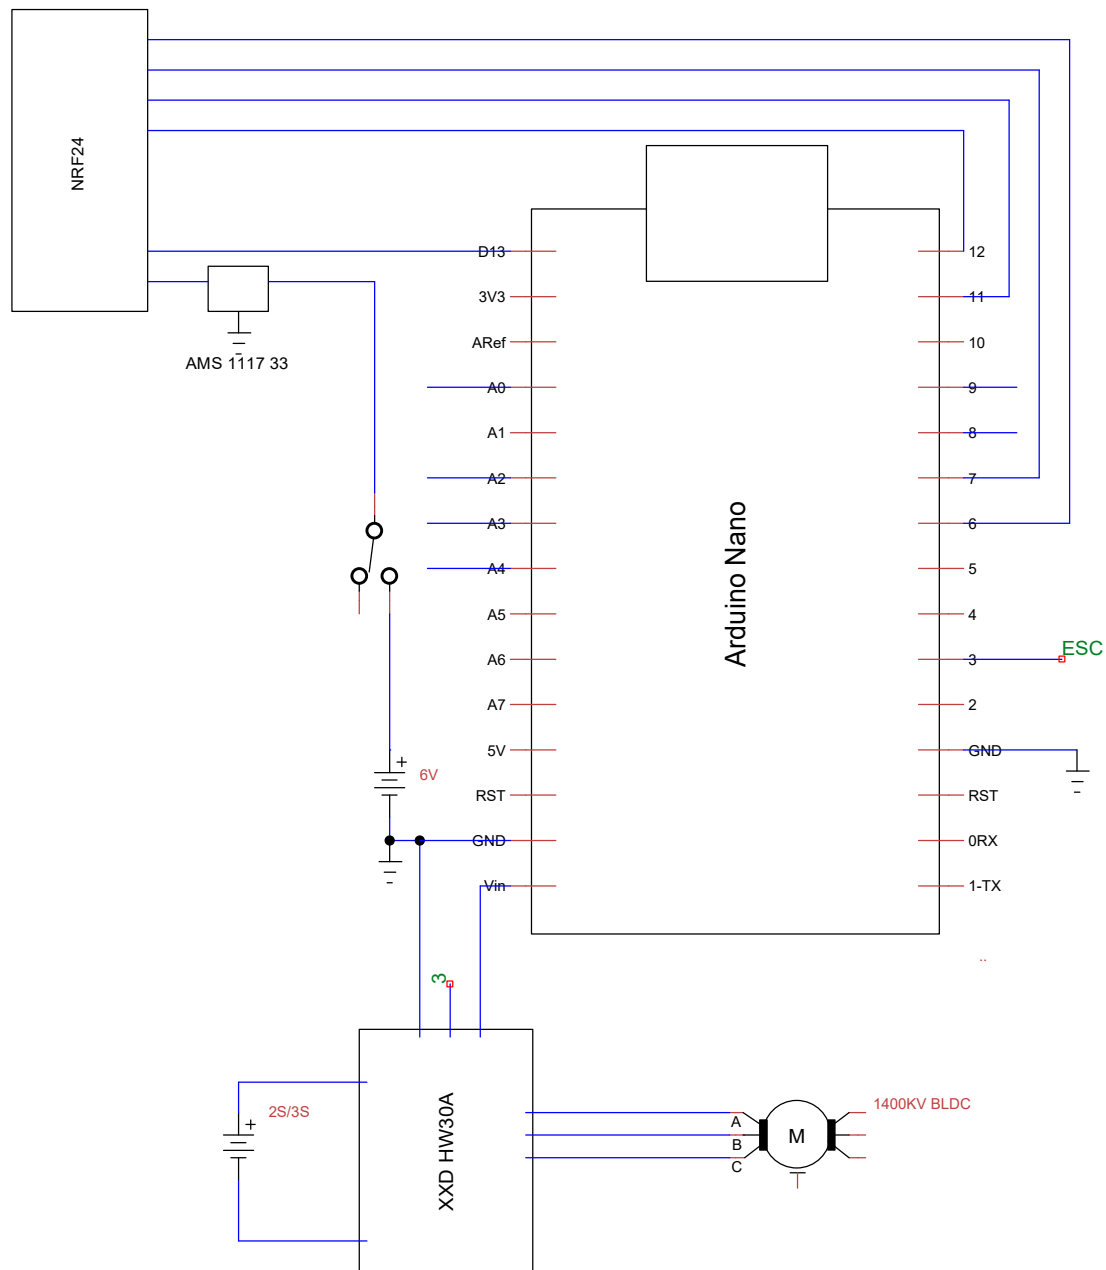 NRF24
AMS 1117 33
D13
3V3
ARef
A0
A1
A2
A3
A4
A5
A6
A7
5V
RST
GND
Vin
Arduino Nano
12
11
10
9
8
7
6
5
4
3
2
GND
RST
0RX
1-TX
ESC
+
6V
3
XXD HW30A
+
2S/3S
A
B
C
M
1400KV BLDC
..